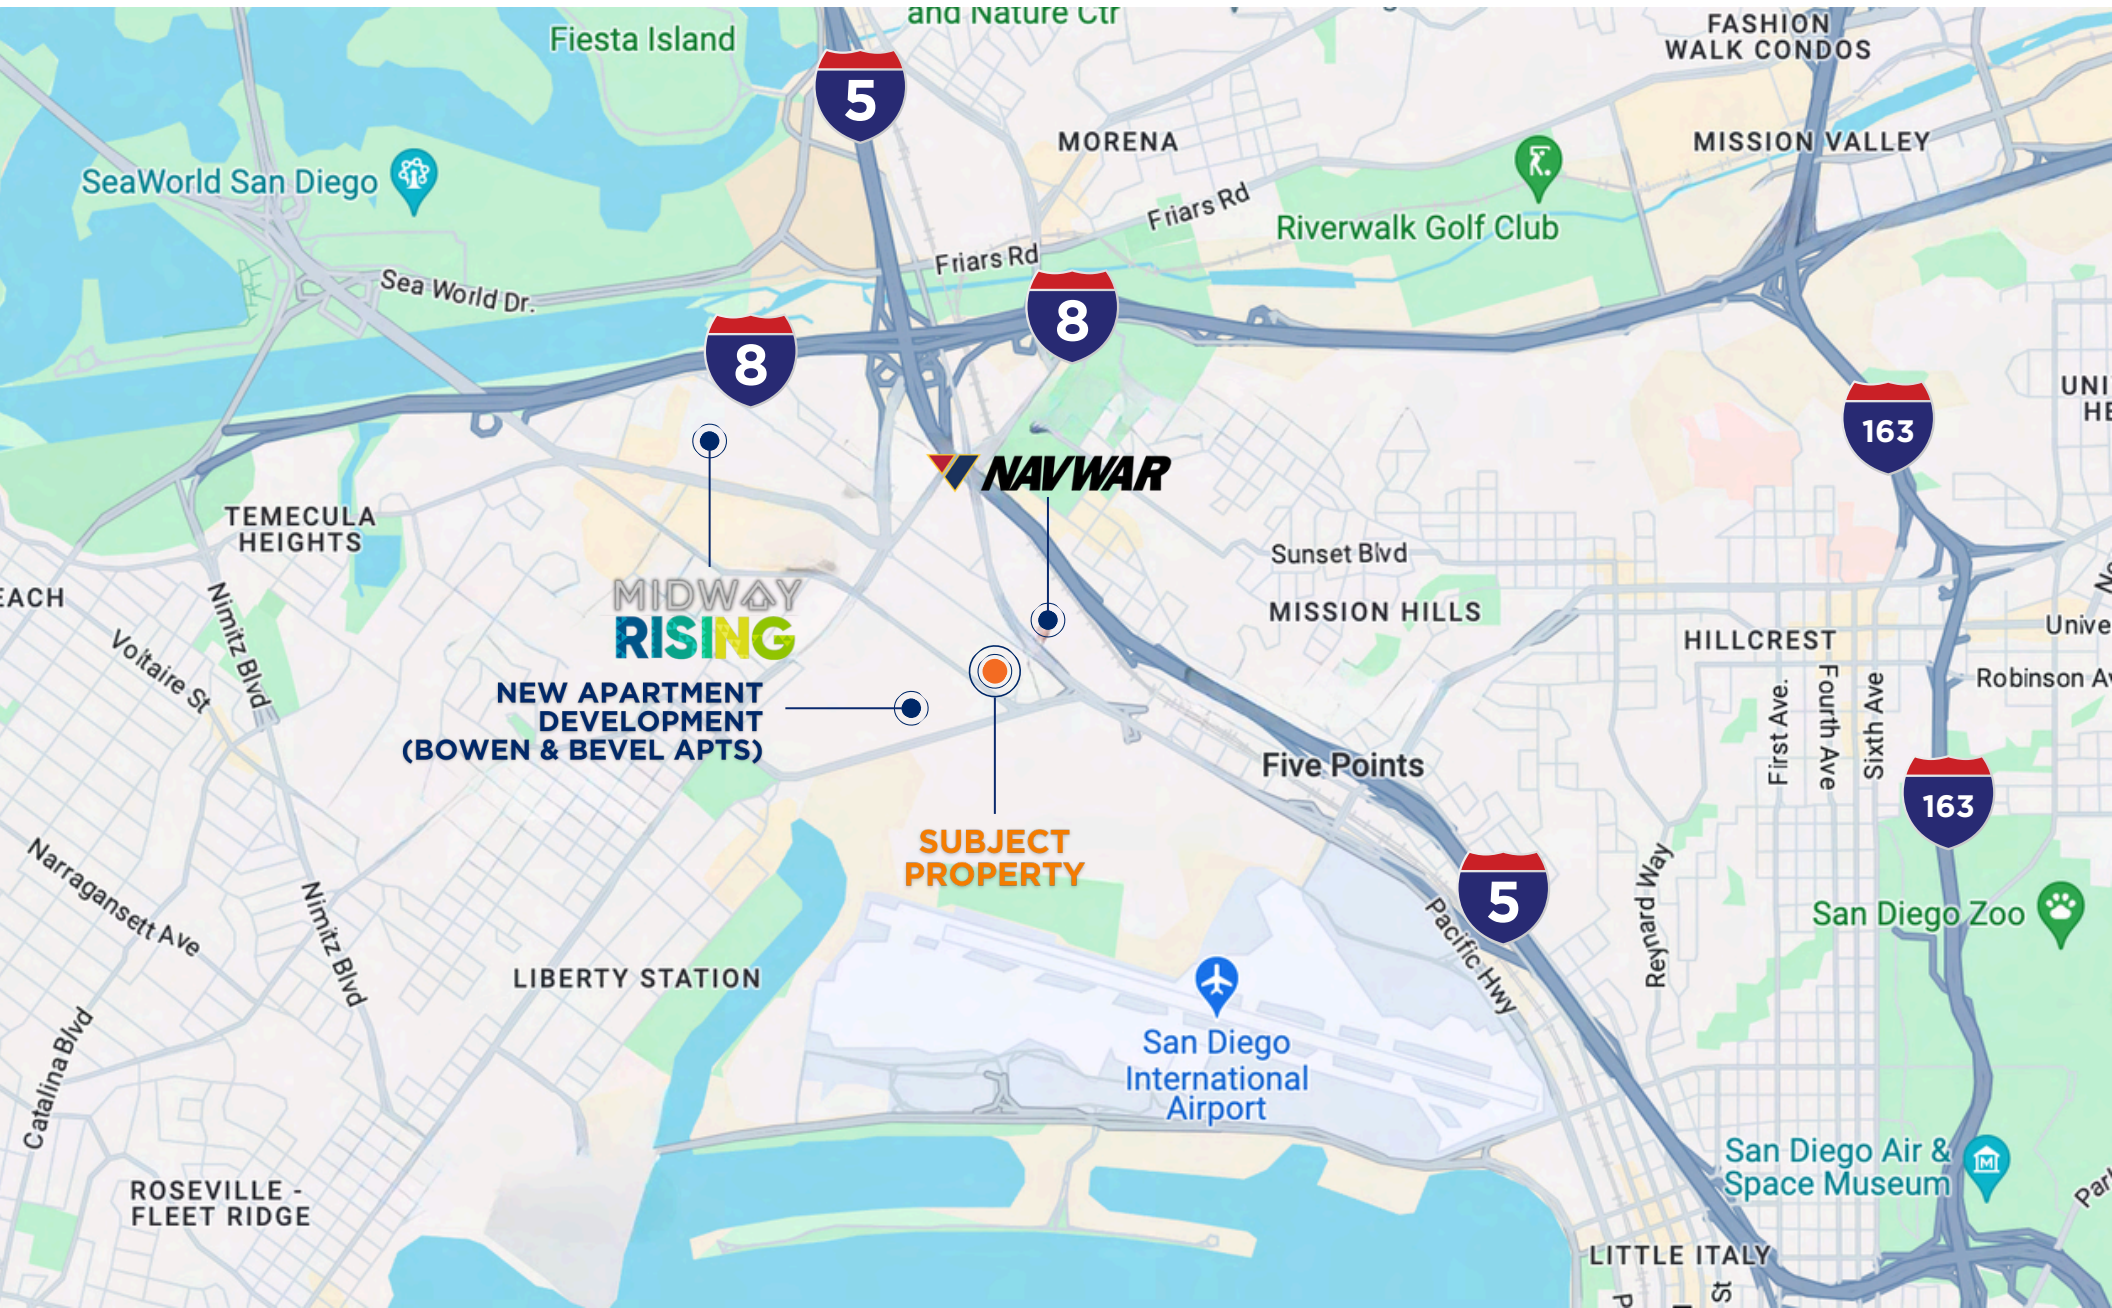 and Nature Ctr
Fiesta Island
FASHION
WALK CONDOS
5
MORENA
MISSION VALLEY
SeaWorld San Diego
Friars Rd
Riverwalk Golf Club
Friars Rd
Sea World Dr.
8
8
163
UNI
HE
NAVWAR
TEMECULA
HEIGHTS
Sunset Blvd
EACH
MIDWAY
RISING
MISSION HILLS
HILLCREST
Unive
Nimitz Blvd
Voltaire St
Robinson Av
NEW APARTMENT
DEVELOPMENT
(BOWEN & BEVEL APTS)
First Ave.
Fourth Ave
Sixth Ave
Five Points
163
SUBJECT
PROPERTY
5
Narragansett Ave
Nimitz Blvd
Reynard Way
San Diego Zoo
Pacific Hwy
LIBERTY STATION
San Diego
International
Airport
Catalina Blvd
San Diego Air &
Space Museum
ROSEVILLE -
FLEET RIDGE
Park
LITTLE ITALY
St